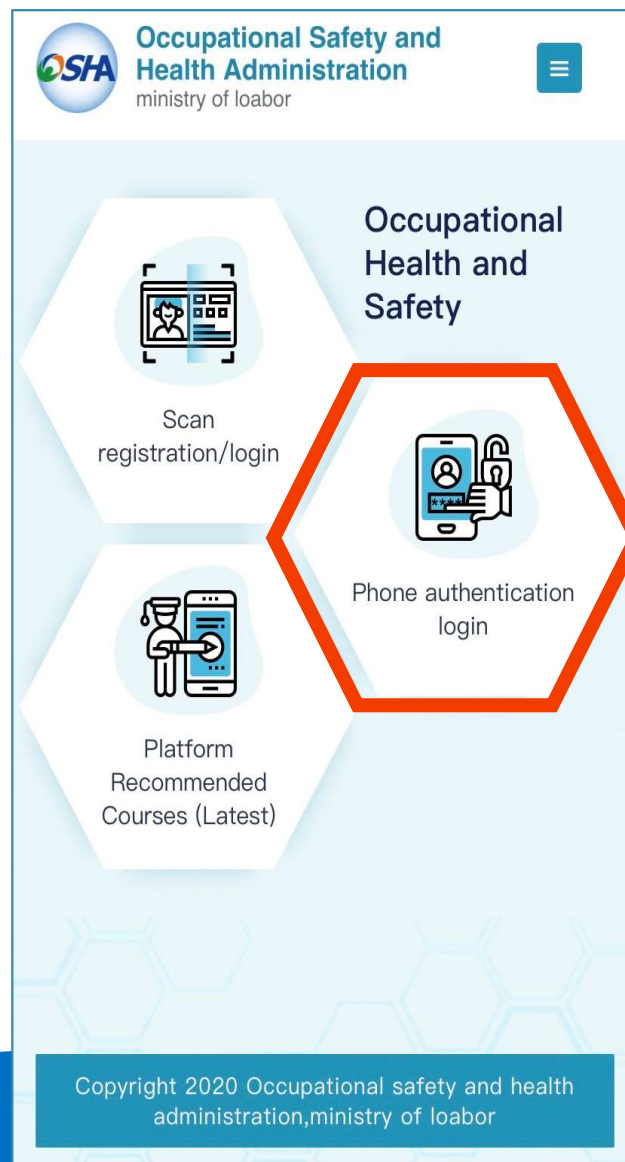 OSHA
Occupational Safety and
Health Administration
ministry of loabor
Occupational
Health and
Safety
Scan
registration/login
****
Phone authentication
login
Platform
Recommended
Courses (Latest)
Copyright 2020 Occupational safety and health
administration,ministry of loabor